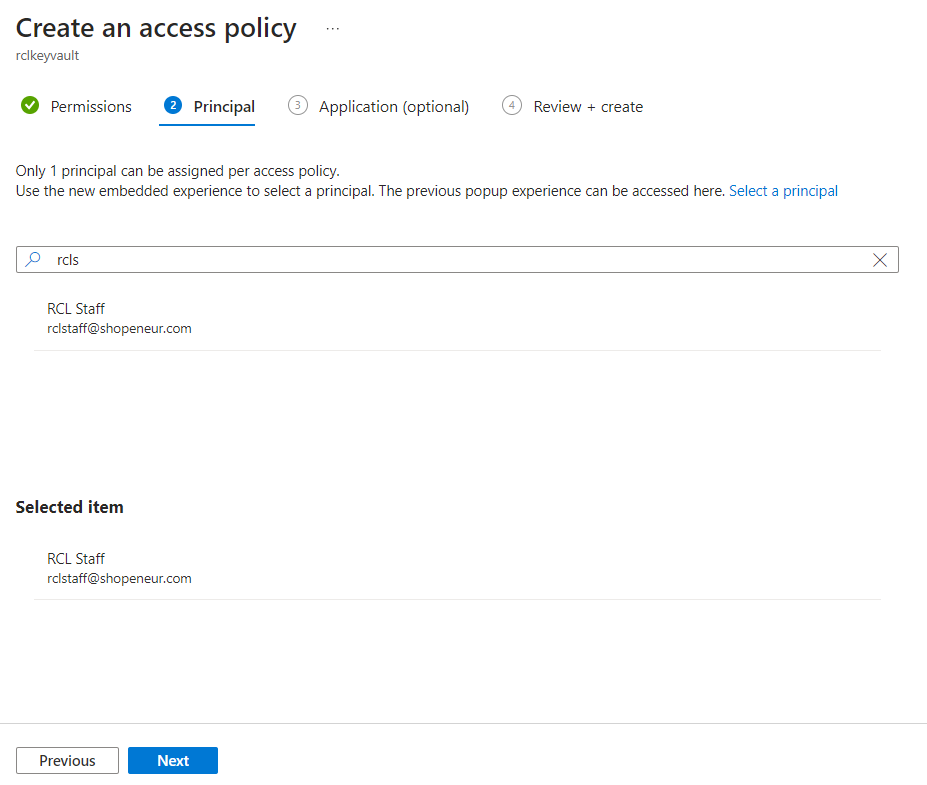 Create an access policy ...
rclkeyvault
Permissions 2 Principal 3 Application (optional) 4 Review + create
Only 1 principal can be assigned per access policy.
Use the new embedded experience to select a principal. The previous popup experience can be accessed here. Select a principal
rcls
RCL Staff
rclstaff@shopeneur.com
Selected item
RCL Staff
rclstaff@shopeneur.com
Previous Next